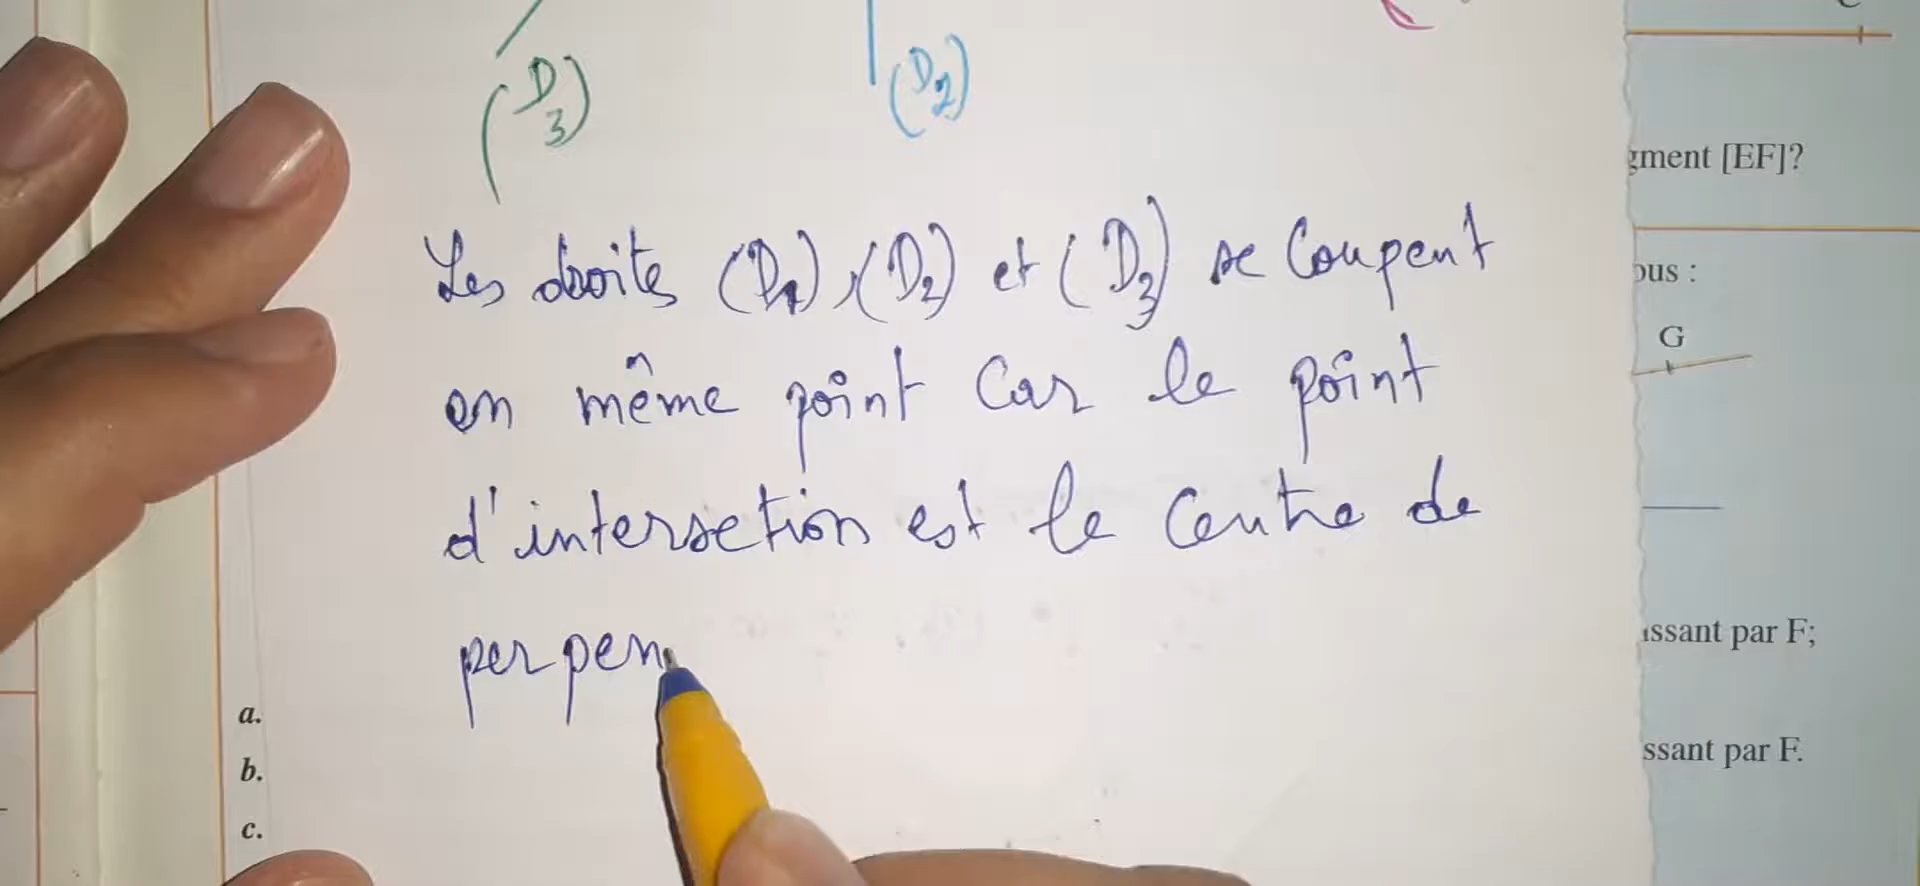 (D3)
(D2)
gment [EF]?
Les droites (D1), (D2) et (D3) se coupent
ous :
G
en même point car le point
d'intersetion est le centre de
perpen
issant par F;
a.
ssant par F.
b.
c.